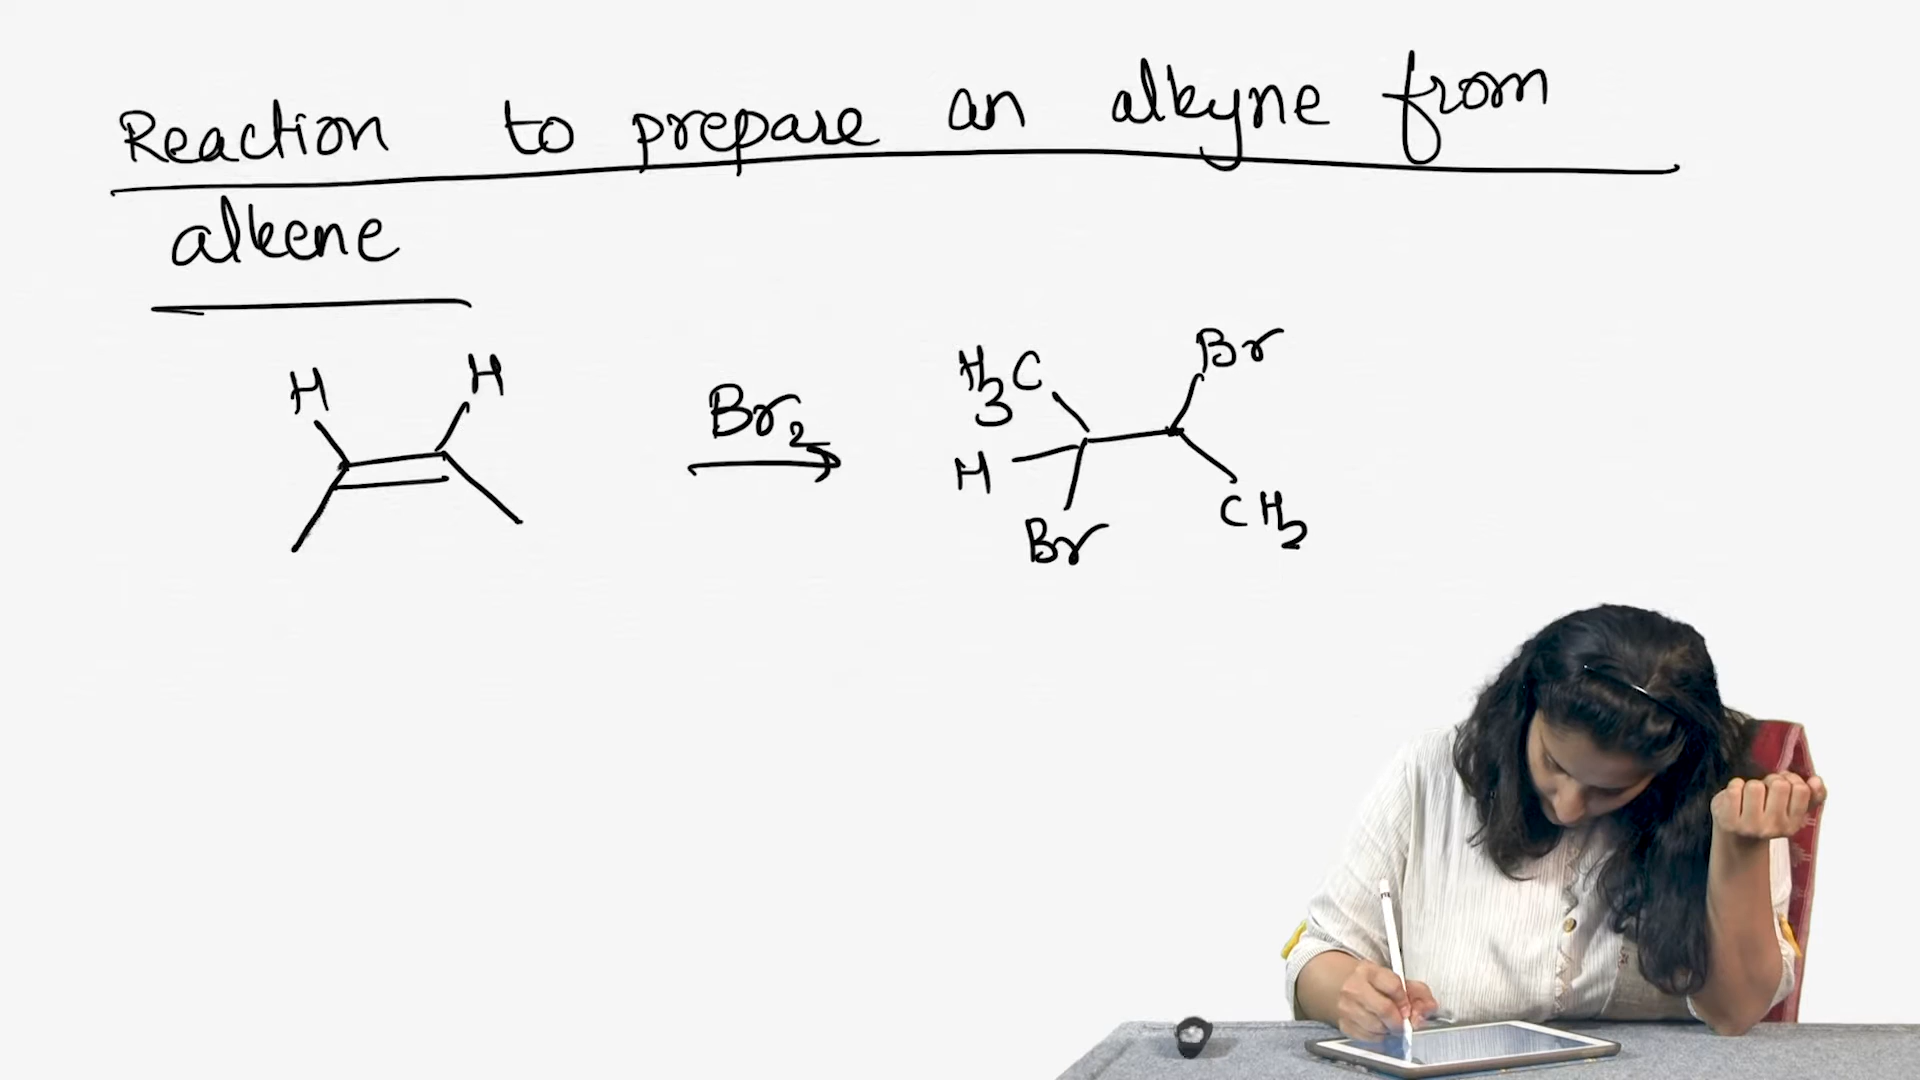 Reaction to prepare an alkyne from
alkene
H H
Br2
H3C Br
H
Br CH3